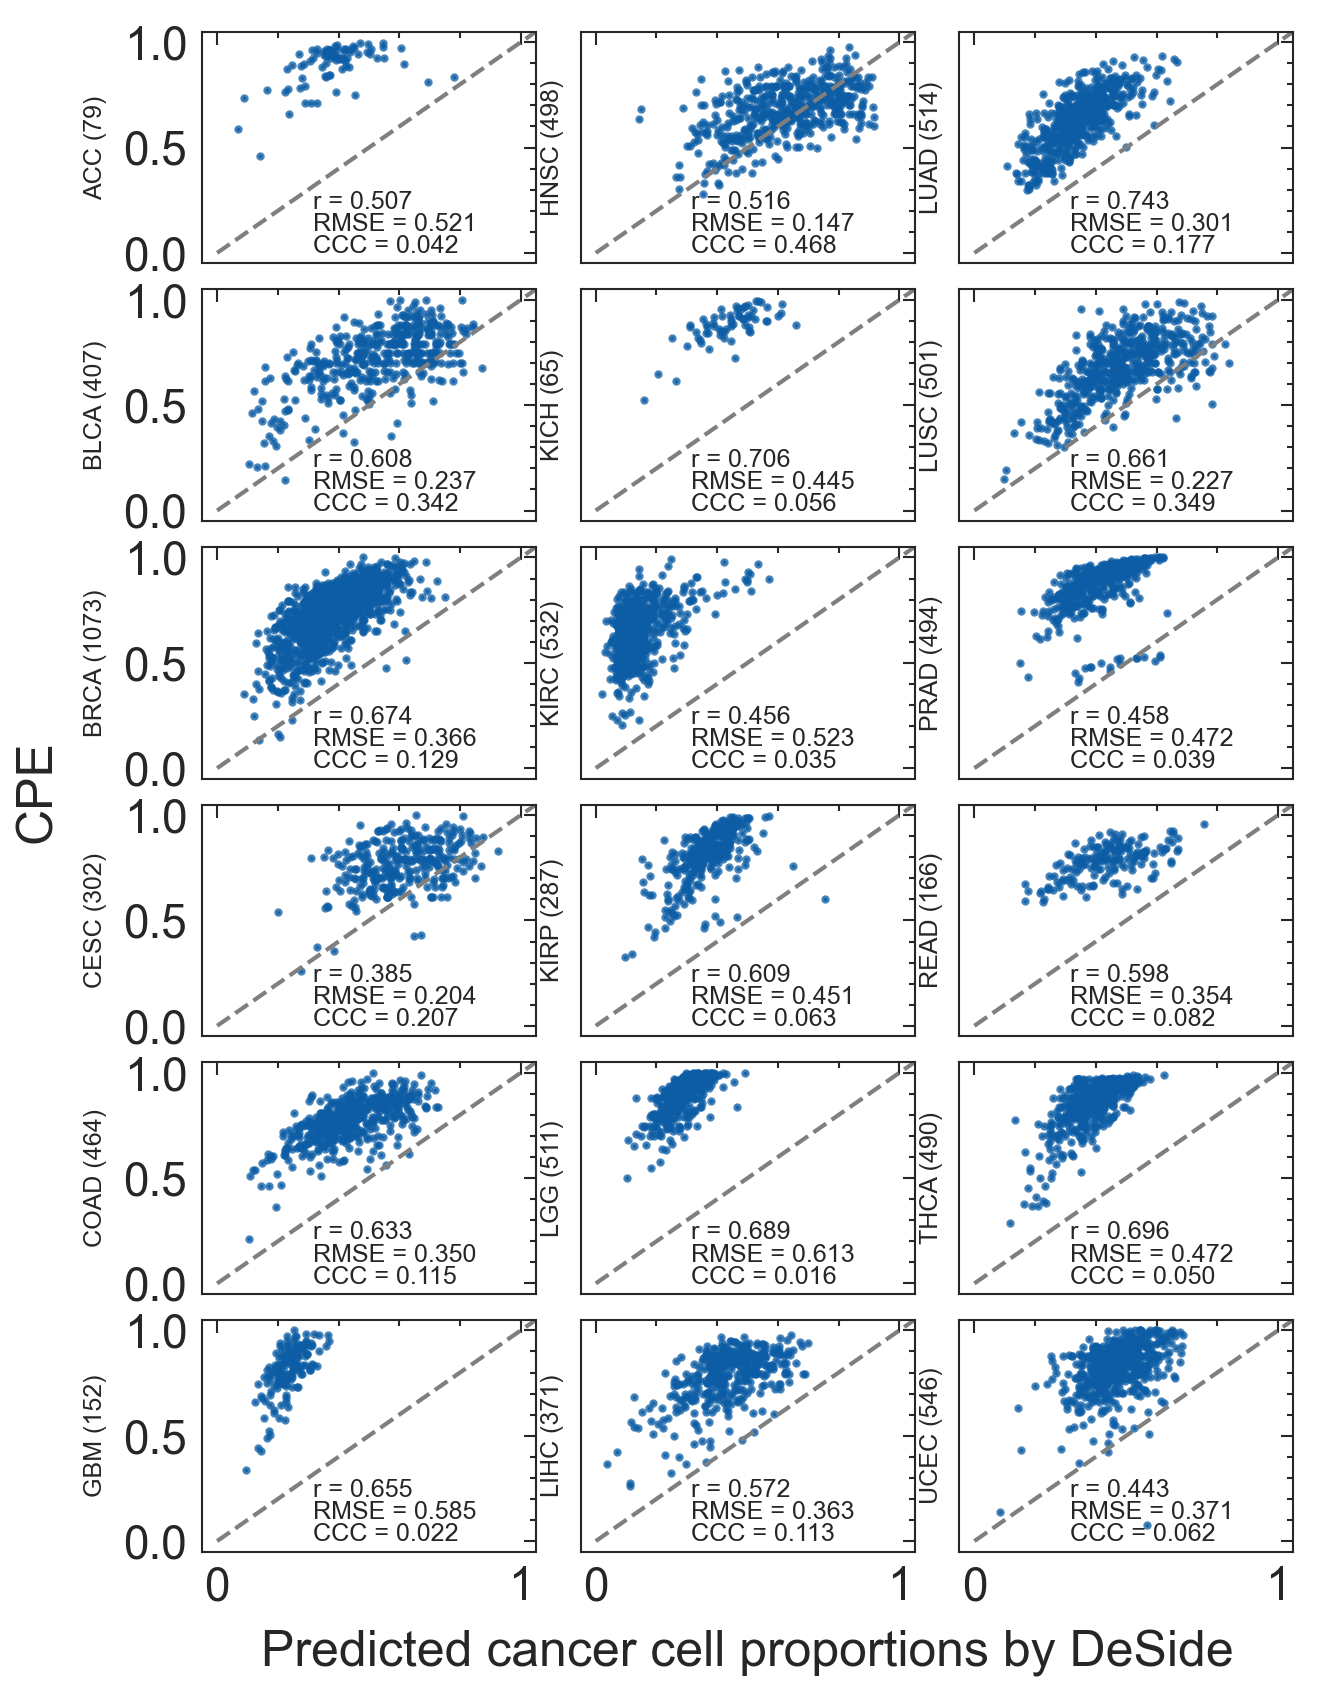 CPE
ACC (79)
1.0
0.5
0.0
r = 0.507
RMSE = 0.521
CCC = 0.042
HNSC (498)
r = 0.516
RMSE = 0.147
CCC = 0.468
LUAD (514)
r = 0.743
RMSE = 0.301
CCC = 0.177
BLCA (407)
1.0
0.5
0.0
r = 0.608
RMSE = 0.237
CCC = 0.342
KICH (65)
r = 0.706
RMSE = 0.445
CCC = 0.056
LUSC (501)
r = 0.661
RMSE = 0.227
CCC = 0.349
BRCA (1073)
1.0
0.5
0.0
r = 0.674
RMSE = 0.366
CCC = 0.129
KIRC (532)
r = 0.456
RMSE = 0.523
CCC = 0.035
PRAD (494)
r = 0.458
RMSE = 0.472
CCC = 0.039
CESC (302)
1.0
0.5
0.0
r = 0.385
RMSE = 0.204
CCC = 0.207
KIRP (287)
r = 0.609
RMSE = 0.451
CCC = 0.063
READ (166)
r = 0.598
RMSE = 0.354
CCC = 0.082
COAD (464)
1.0
0.5
0.0
r = 0.633
RMSE = 0.350
CCC = 0.115
LGG (511)
r = 0.689
RMSE = 0.613
CCC = 0.016
THCA (490)
r = 0.696
RMSE = 0.472
CCC = 0.050
GBM (152)
1.0
0.5
0.0
r = 0.655
RMSE = 0.585
CCC = 0.022
LIHC (371)
r = 0.572
RMSE = 0.363
CCC = 0.113
UCEC (546)
r = 0.443
RMSE = 0.371
CCC = 0.062
0 1 0 1 0 1
Predicted cancer cell proportions by DeSide